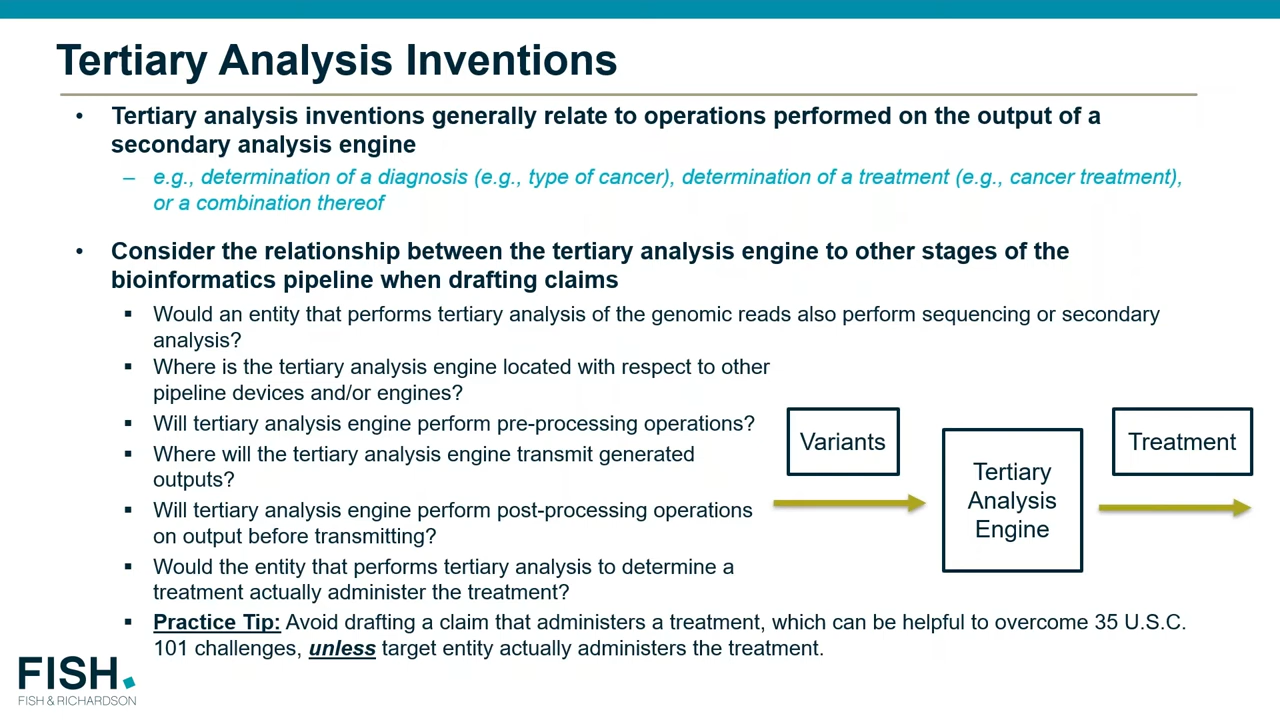 Tertiary Analysis Inventions
• Tertiary analysis inventions generally relate to operations performed on the output of a
secondary analysis engine
– e.g., determination of a diagnosis (e.g., type of cancer), determination of a treatment (e.g., cancer treatment),
or a combination thereof
• Consider the relationship between the tertiary analysis engine to other stages of the
bioinformatics pipeline when drafting claims
▪ Would an entity that performs tertiary analysis of the genomic reads also perform sequencing or secondary
analysis?
▪ Where is the tertiary analysis engine located with respect to other
pipeline devices and/or engines?
▪ Will tertiary analysis engine perform pre-processing operations?
▪ Where will the tertiary analysis engine transmit generated
outputs?
▪ Will tertiary analysis engine perform post-processing operations
on output before transmitting?
▪ Would the entity that performs tertiary analysis to determine a
treatment actually administer the treatment?
▪ Practice Tip: Avoid drafting a claim that administers a treatment, which can be helpful to overcome 35 U.S.C.
101 challenges, unless target entity actually administers the treatment.
Variants
Tertiary
Analysis
Engine
Treatment
FISH.
FISH & RICHARDSON